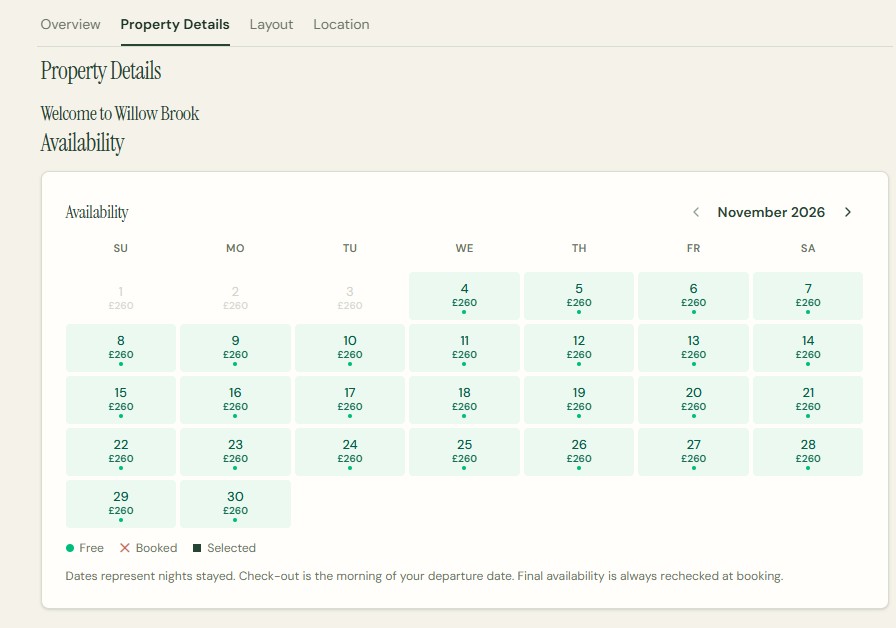 Overview Property Details Layout Location
Property Details
Welcome to Willow Brook
Availability
Availability
November 2026
SU MO TU WE TH FR SA
1 2 3 4 5 6 7
£260 £260 £260 £260 £260 £260 £260
8 9 10 11 12 13 14
£260 £260 £260 £260 £260 £260 £260
15 16 17 18 19 20 21
£260 £260 £260 £260 £260 £260 £260
22 23 24 25 26 27 28
£260 £260 £260 £260 £260 £260 £260
29 30
£260 £260
Free Booked Selected
Dates represent nights stayed. Check-out is the morning of your departure date. Final availability is always rechecked at booking.